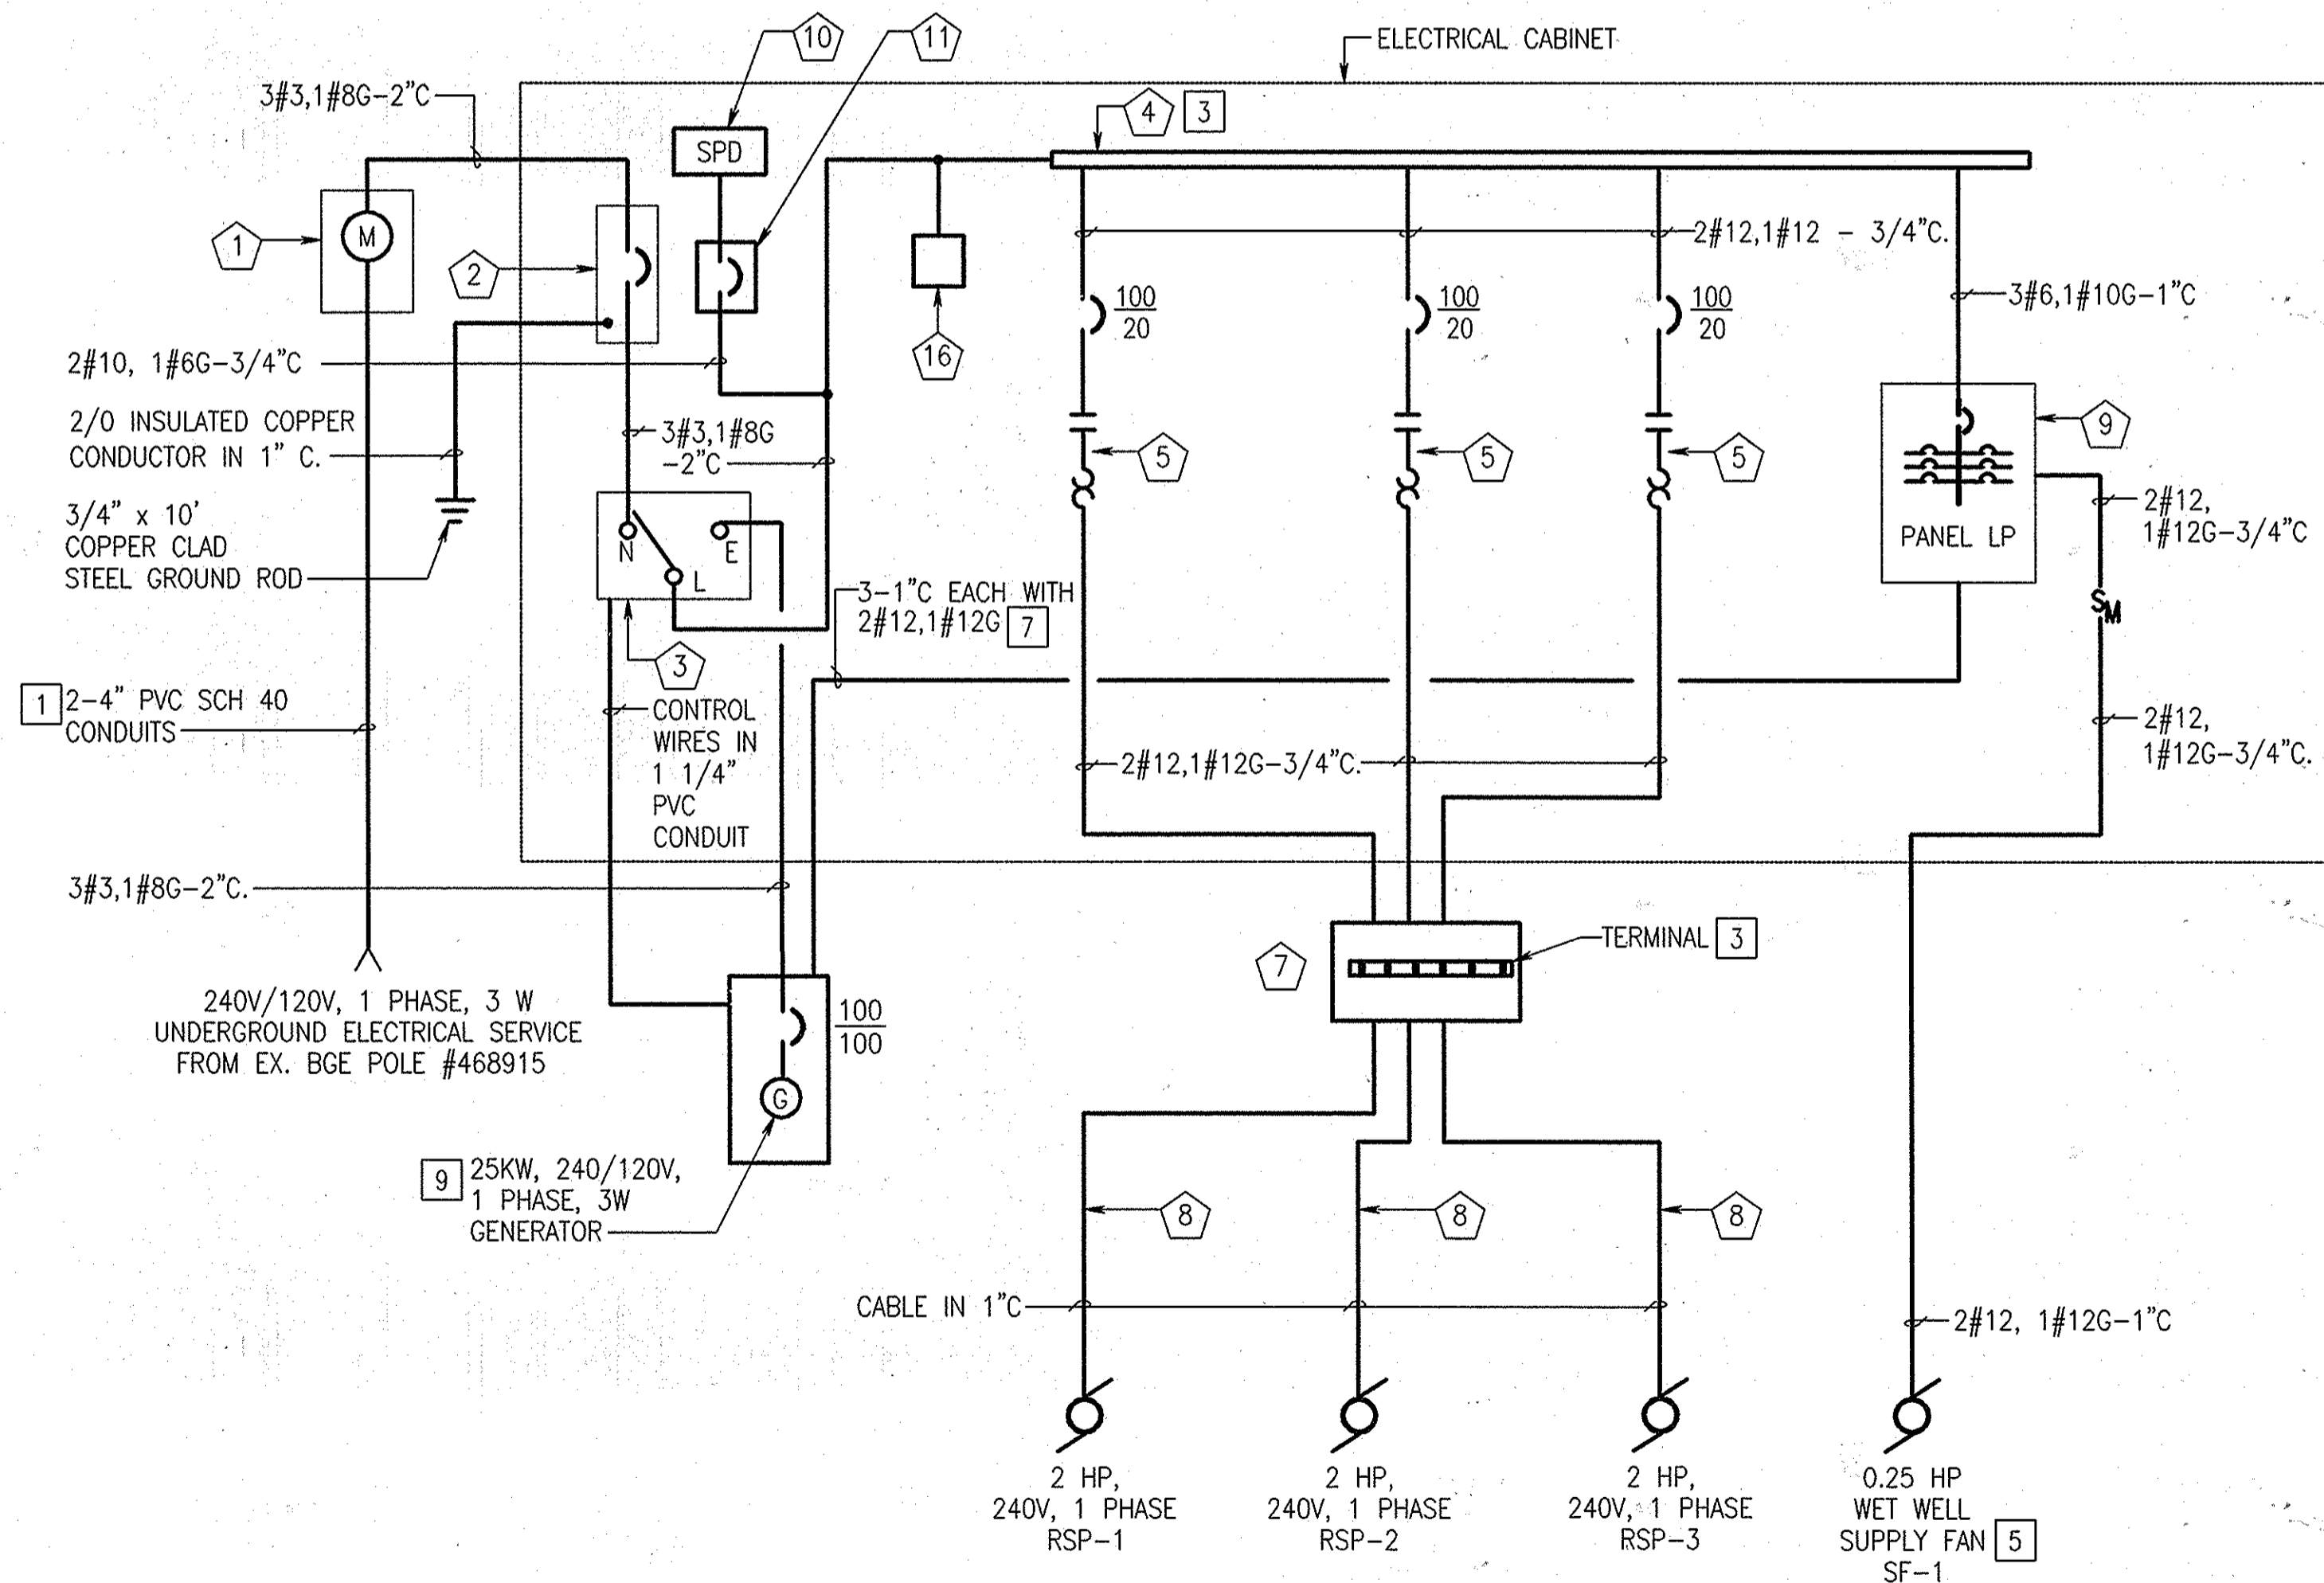 10
11
ELECTRICAL CABINET
3#3,1#8G-2"C
4
3
SPD
1
M
2
2#12,1#12 - 3/4"C.
3#6,1#10G-1"C
100
20
100
20
100
20
16
2#10, 1#6G-3/4"C
2/0 INSULATED COPPER
CONDUCTOR IN 1" C.
3#3,1#8G
-2"C
5
5
5
9
3/4" x 10'
COPPER CLAD
STEEL GROUND ROD
N
E
L
PANEL LP
2#12,
1#12G-3/4"C
3-1"C EACH WITH
2#12,1#12G 7
SM
3
1 2-4" PVC SCH 40
CONDUITS
CONTROL
WIRES IN
1 1/4"
PVC
CONDUIT
2#12,1#12G-3/4"C.
2#12,
1#12G-3/4"C.
3#3,1#8G-2"C.
7
TERMINAL 3
240V/120V, 1 PHASE, 3 W
UNDERGROUND ELECTRICAL SERVICE
FROM EX. BGE POLE #468915
100
100
G
9 25KW, 240/120V,
1 PHASE, 3W
GENERATOR
8
8
8
CABLE IN 1"C
2#12, 1#12G-1"C
2 HP,
240V, 1 PHASE
RSP-1
2 HP,
240V, 1 PHASE
RSP-2
2 HP,
240V, 1 PHASE
RSP-3
0.25 HP
WET WELL
SUPPLY FAN 5
SF-1